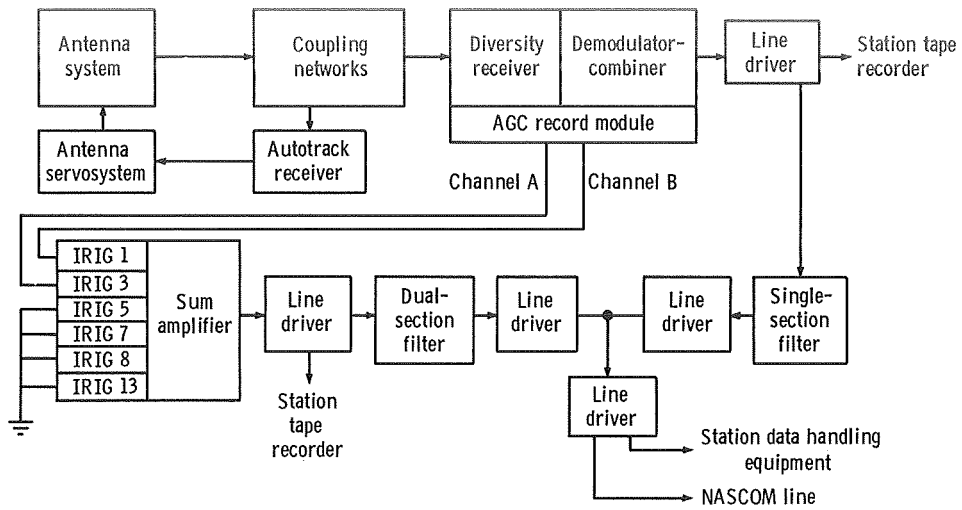 Antenna
system
Coupling
networks
Diversity
receiver
Demodulator-
combiner
Line
driver
Station tape
recorder
AGC record module
Antenna
servosystem
Autotrack
receiver
Channel A
Channel B
IRIG 1
IRIG 3
IRIG 5
IRIG 7
IRIG 8
IRIG 13
Sum
amplifier
Line
driver
Dual-
section
filter
Line
driver
Line
driver
Single-
section
filter
Station
tape
recorder
Line
driver
Station data handling
equipment
NASCOM line